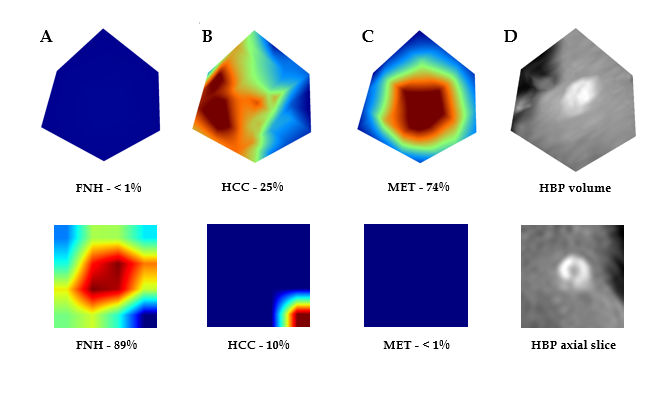 A B C D
FNH - < 1% HCC - 25% MET - 74% HBP volume
FNH - 89% HCC - 10% MET - < 1% HBP axial slice